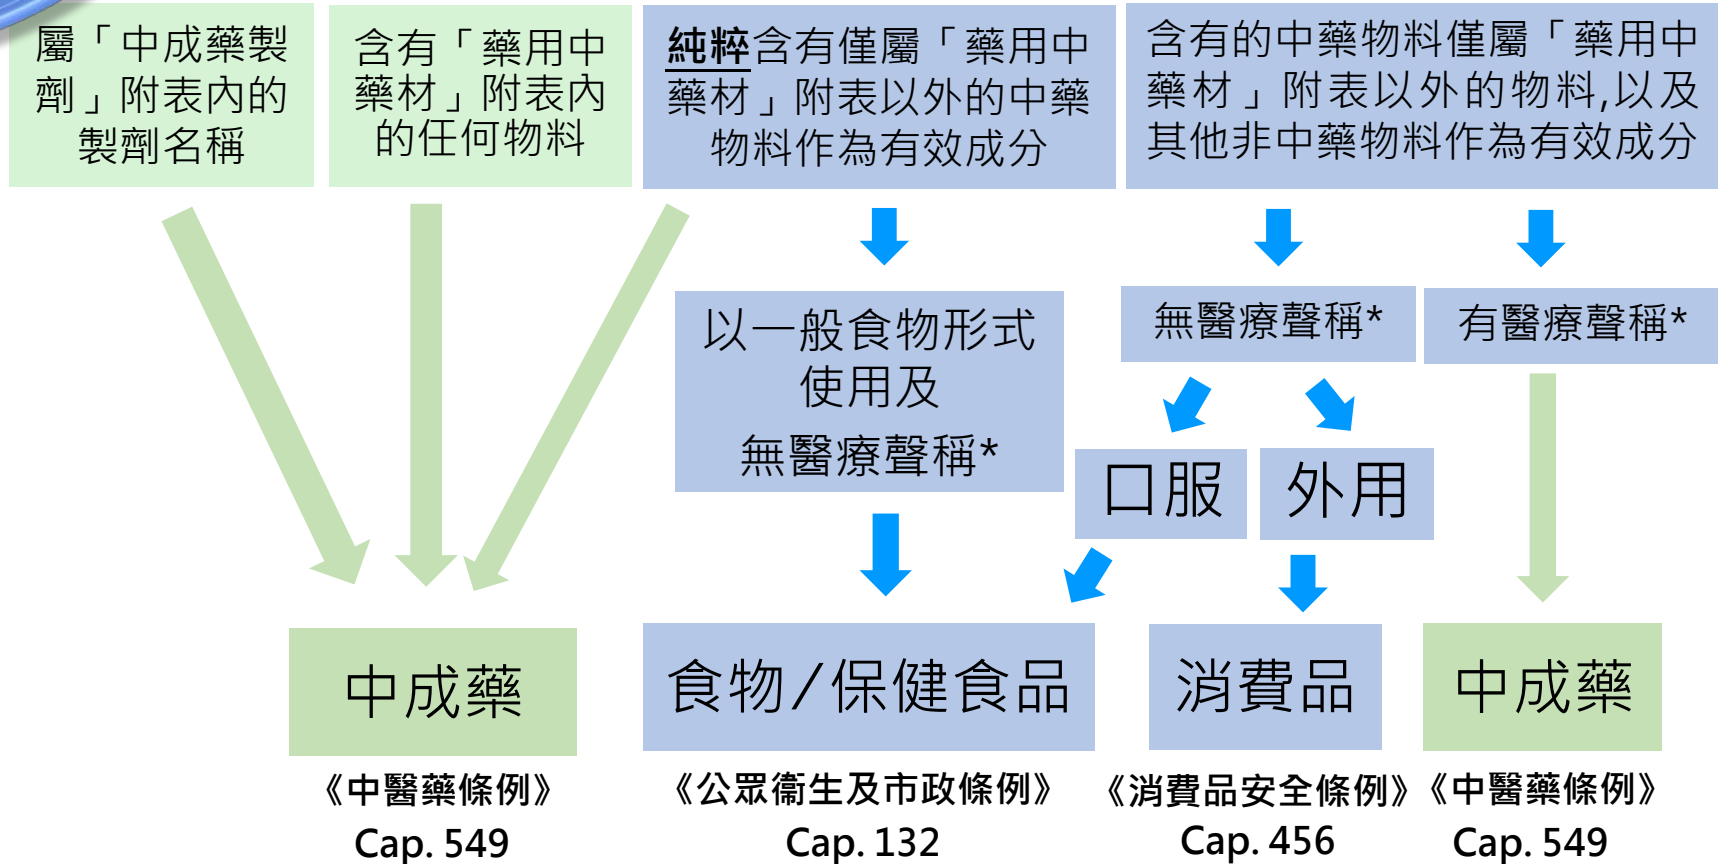 屬「中成藥製
劑」附表內的
製劑名稱
含有「藥用中
藥材」附表內
的任何物料
純粹含有僅屬「藥用中
藥材」附表以外的中藥
物料作為有效成分
含有的中藥物料僅屬「藥用中
藥材」附表以外的物料,以及
其他非中藥物料作為有效成分
以一般食物形式
使用及
無醫療聲稱*
無醫療聲稱*
有醫療聲稱*
口服
外用
中成藥
食物/保健食品
消費品
中成藥
《中醫藥條例》
Cap. 549
《公眾衞生及市政條例》
Cap. 132
《消費品安全條例》
Cap. 456
《中醫藥條例》
Cap. 549